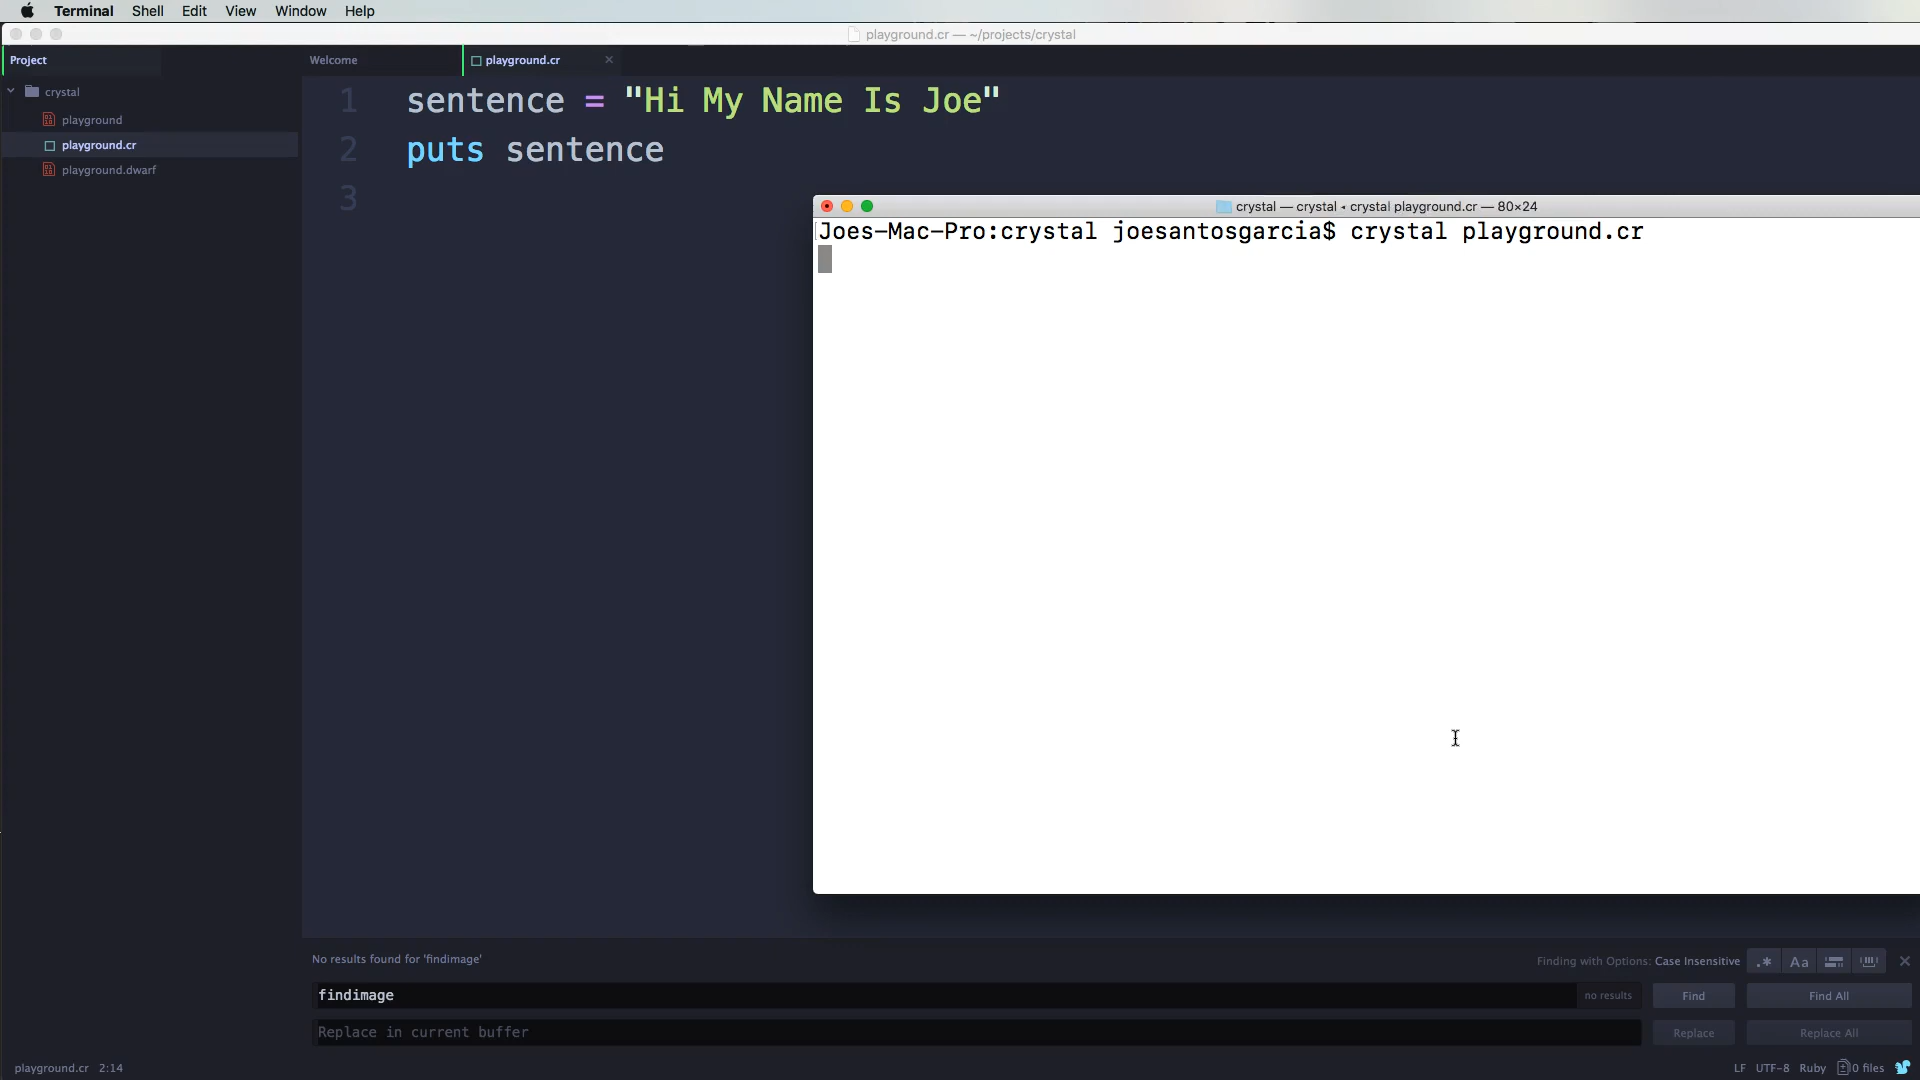 Terminal Shell Edit View Window Help
playground.cr — ~/projects/crystal
Project
Welcome
playground.cr
crystal
playground
playground.cr
playground.dwarf
1 sentence = "Hi My Name Is Joe"
2 puts sentence
3
crystal — crystal ◂ crystal playground.cr — 80×24
Joes-Mac-Pro:crystal joesantosgarcia$ crystal playground.cr
No results found for 'findimage'
Finding with Options: Case Insensitive
.* Aa
findimage
no results
Find
Find All
Replace in current buffer
Replace
Replace All
playground.cr 2:14
LF UTF-8 Ruby 0 files